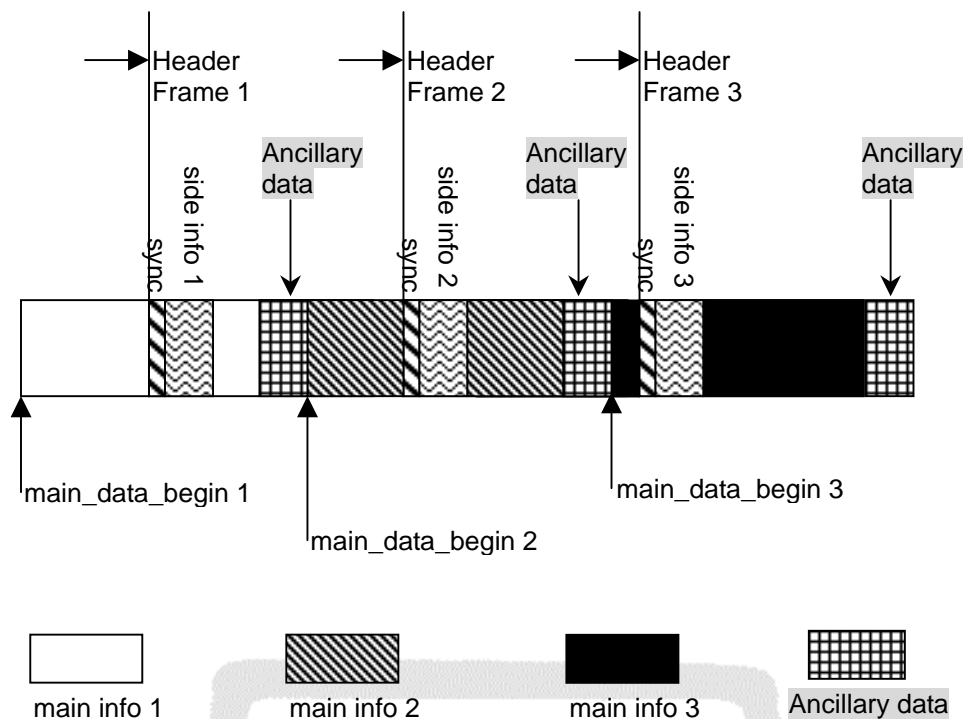 Header
Frame 1
Header
Frame 2
Header
Frame 3
Ancillary
data
Ancillary
data
Ancillary
data
sync
side info 1
sync
side info 2
sync
side info 3
main_data_begin 1
main_data_begin 2
main_data_begin 3
main info 1
main info 2
main info 3
Ancillary data